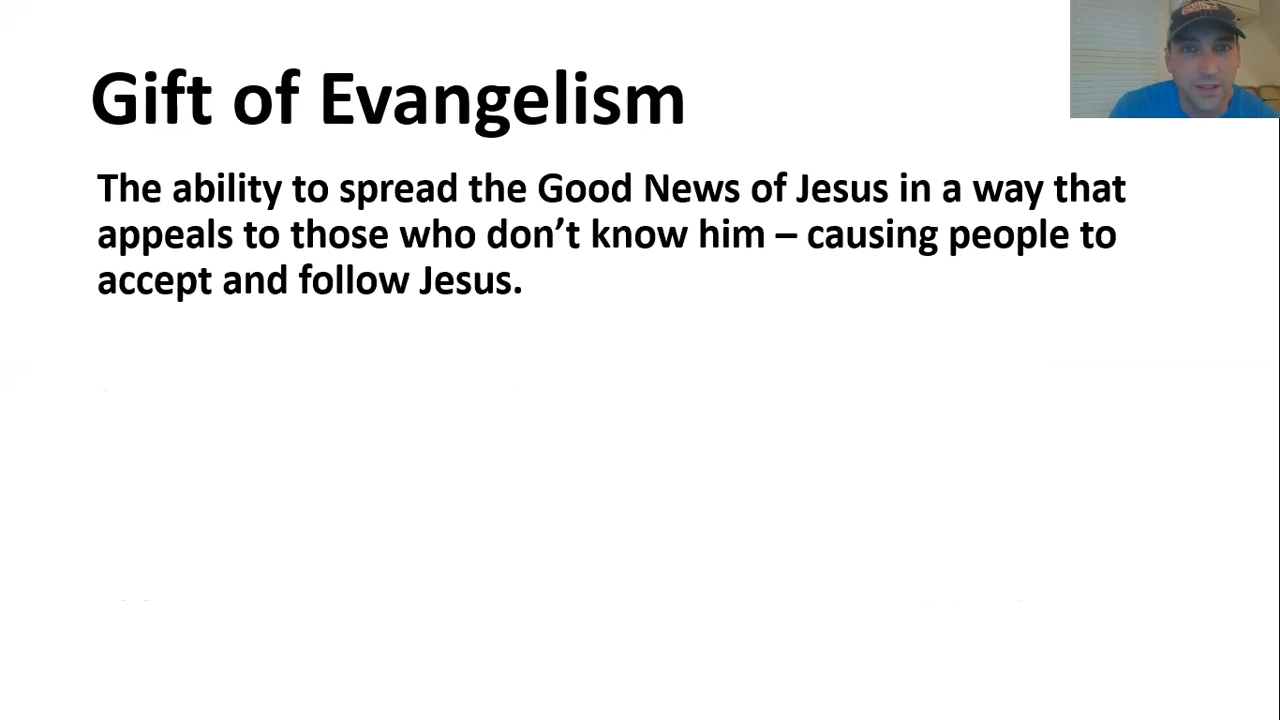 Gift of Evangelism
The ability to spread the Good News of Jesus in a way that
appeals to those who don’t know him – causing people to
accept and follow Jesus.